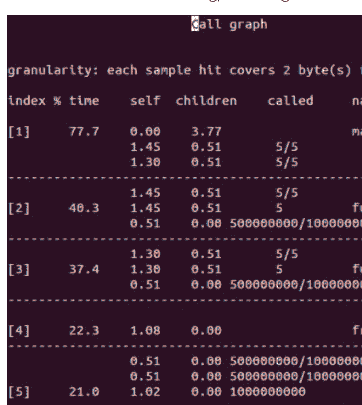 Call graph
granularity: each sample hit covers 2 byte(s)
index % time self children called
[1] 77.7 0.00 3.77
1.45 0.51 5/5
1.30 0.51 5/5
-----------------------------------------------
1.45 0.51 5/5
[2] 40.3 1.45 0.51 5
0.51 0.00 500000000/1000000
-----------------------------------------------
1.30 0.51 5/5
[3] 37.4 1.30 0.51 5
0.51 0.00 500000000/1000000
-----------------------------------------------
[4] 22.3 1.08 0.00
-----------------------------------------------
0.51 0.00 500000000/1000000
0.51 0.00 500000000/1000000
[5] 21.0 1.02 0.00 1000000000